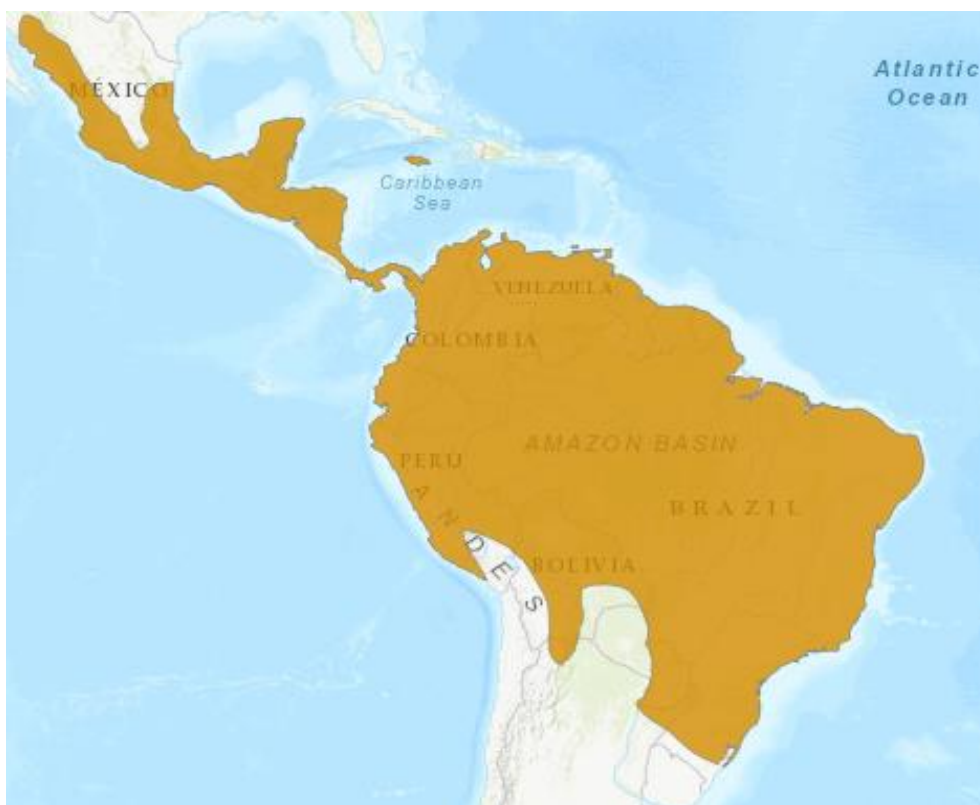 Atlantic
Ocean
MÉXICO
Caribbean
Sea
VENEZUELA
COLOMBIA
AMAZON BASIN
PERU
BRAZIL
ANDES
BOLIVIA